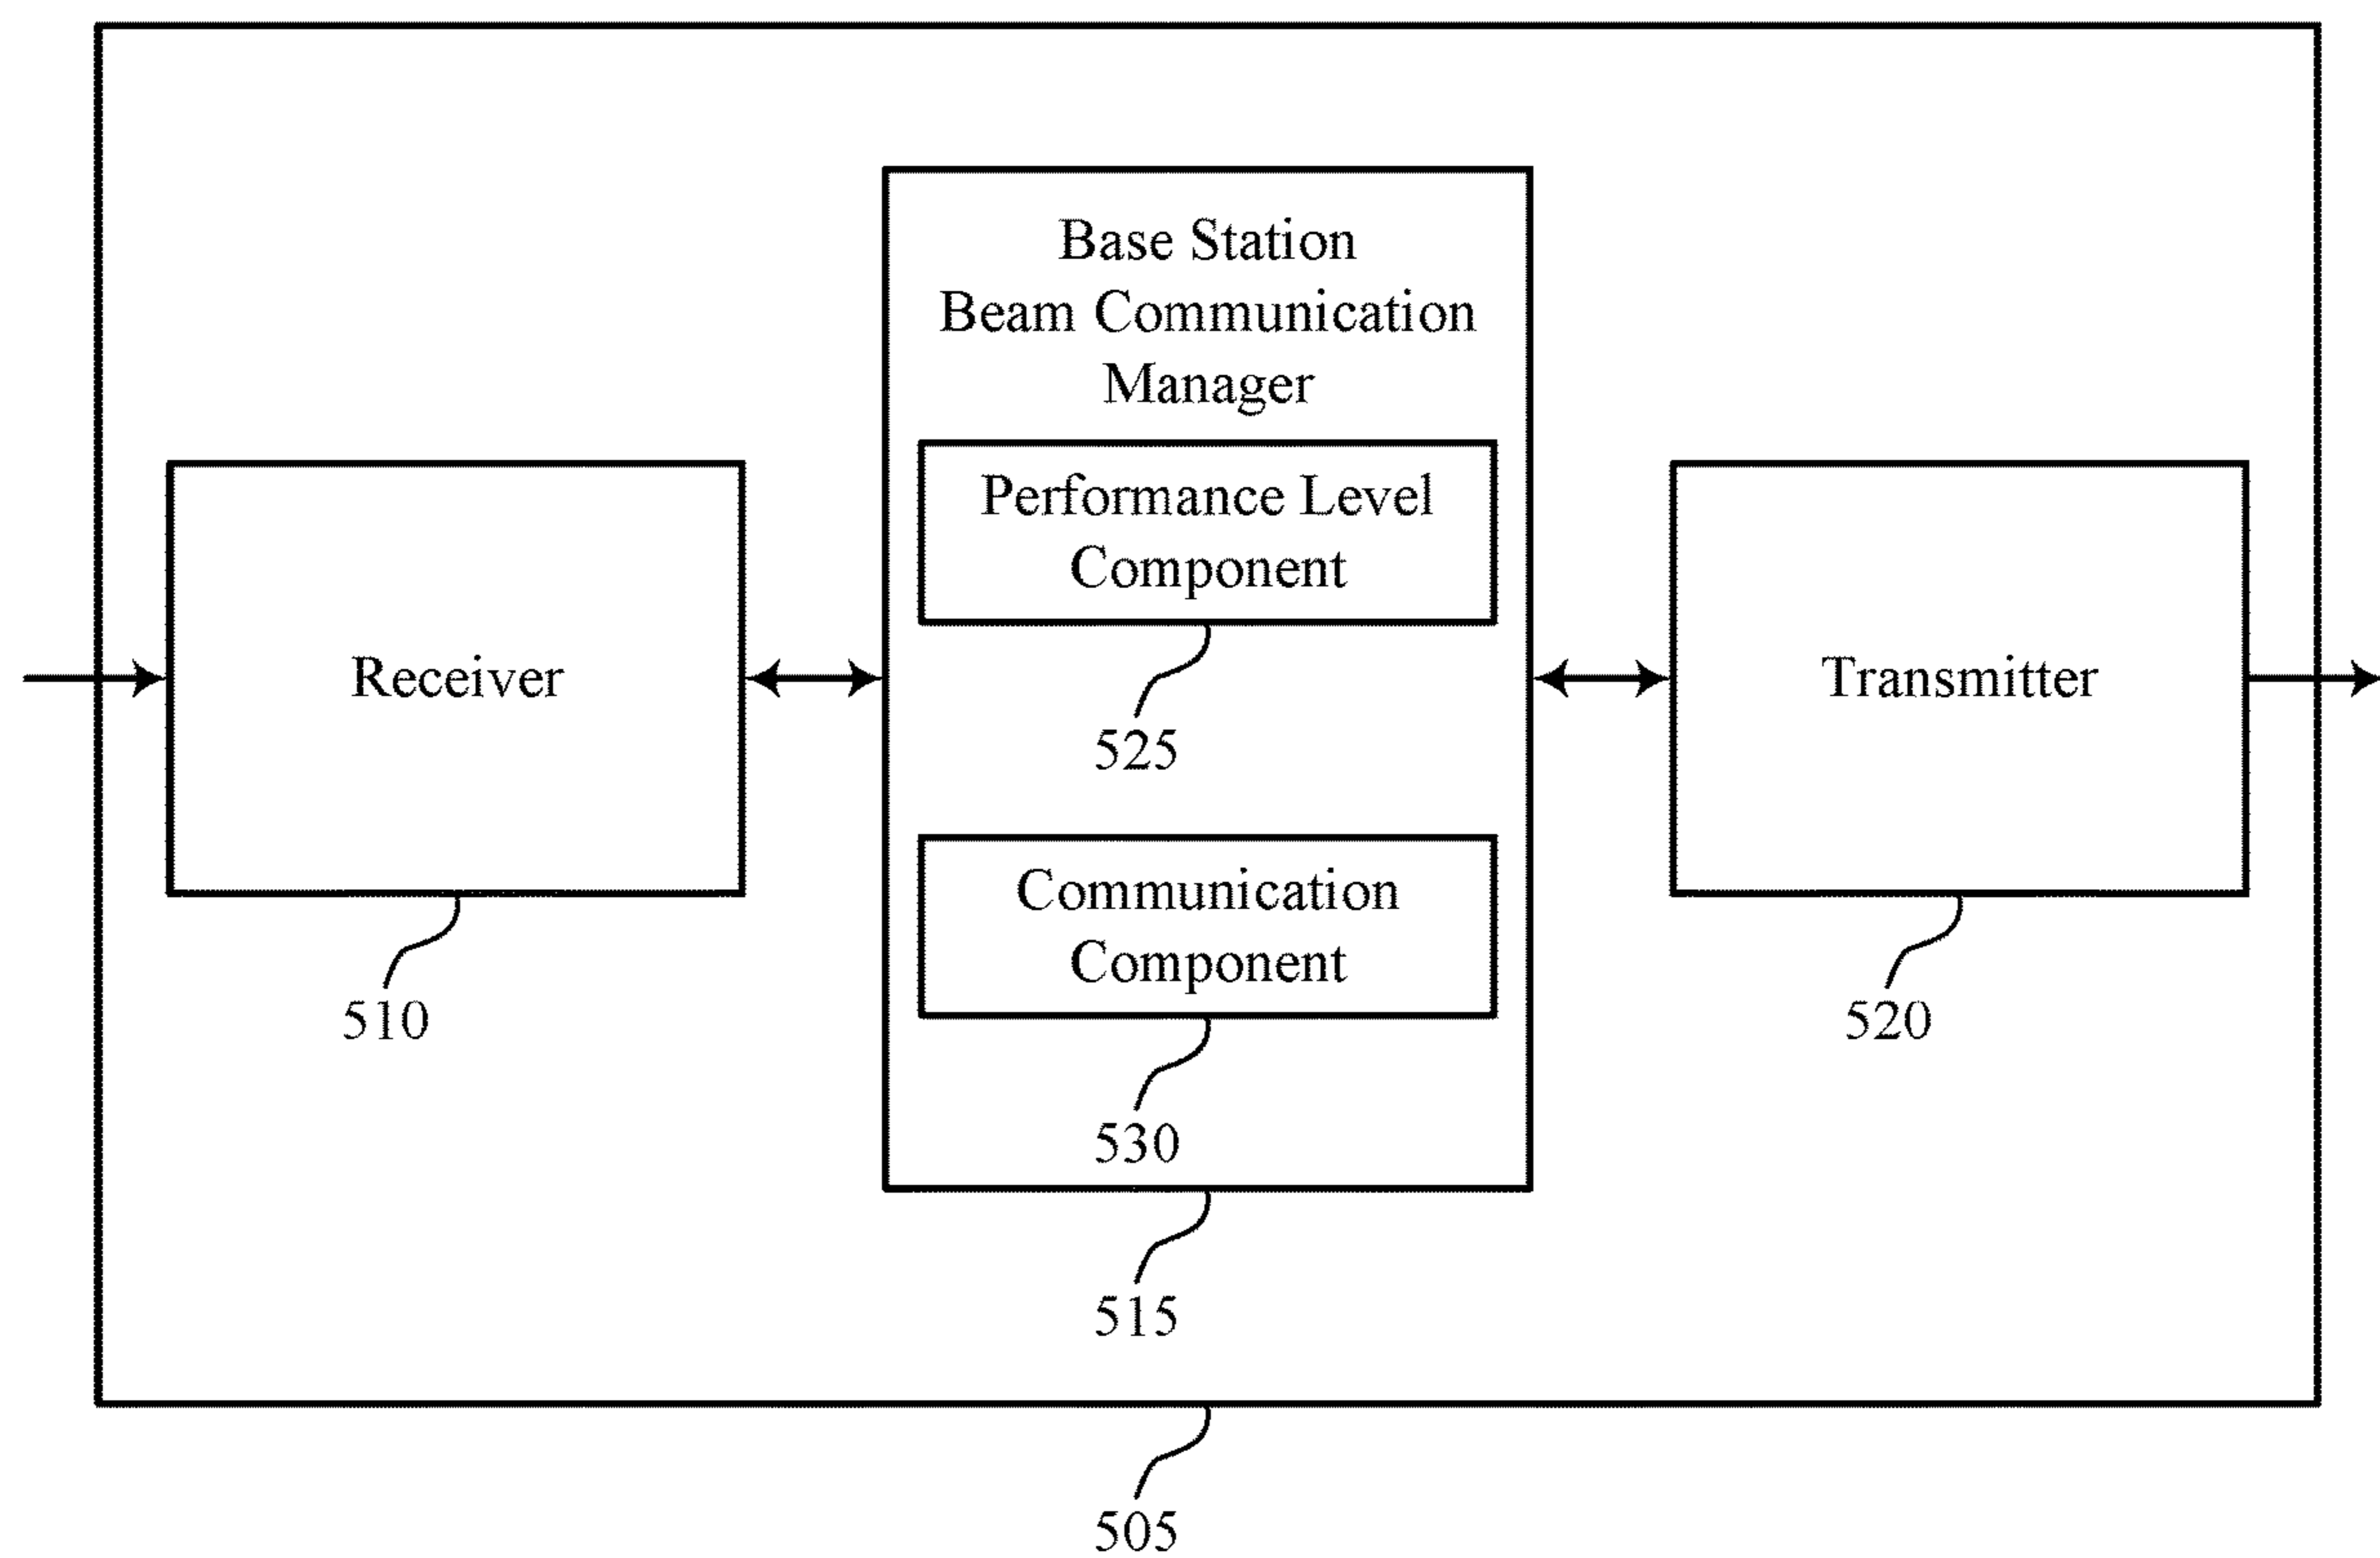 Base Station
Beam Communication
Manager
Performance Level
Component
525
Communication
Component
530
515
Receiver
510
Transmitter
520
505